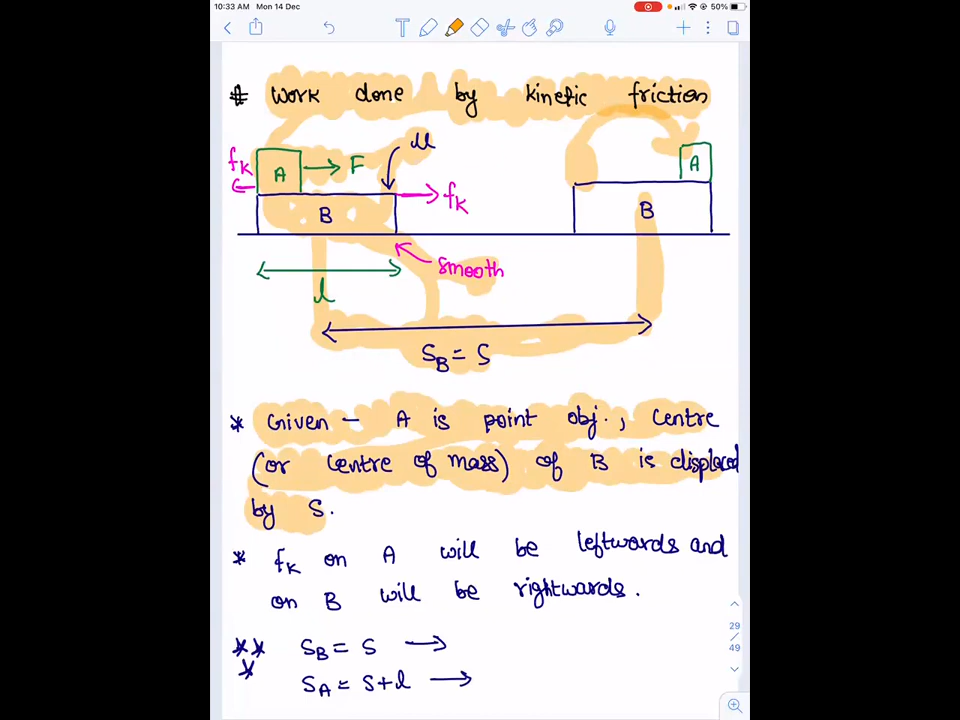 10:33 AM Mon 14 Dec
50%
T
# Work done by kinetic friction
fk A F μ fk B
A B
smooth
l
SB = S
* Given - A is point obj., Centre
(or centre of mass) of B is displaced
by S.
* fk on A will be leftwards and
on B will be rightwards.
*** SB = S →
SA = S+l →
29
/
49